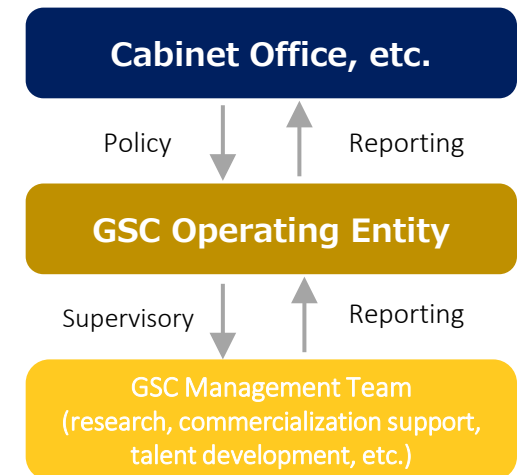 Cabinet Office, etc.
Policy
Reporting
GSC Operating Entity
Supervisory
Reporting
GSC Management Team
(research, commercialization support,
talent development, etc.)